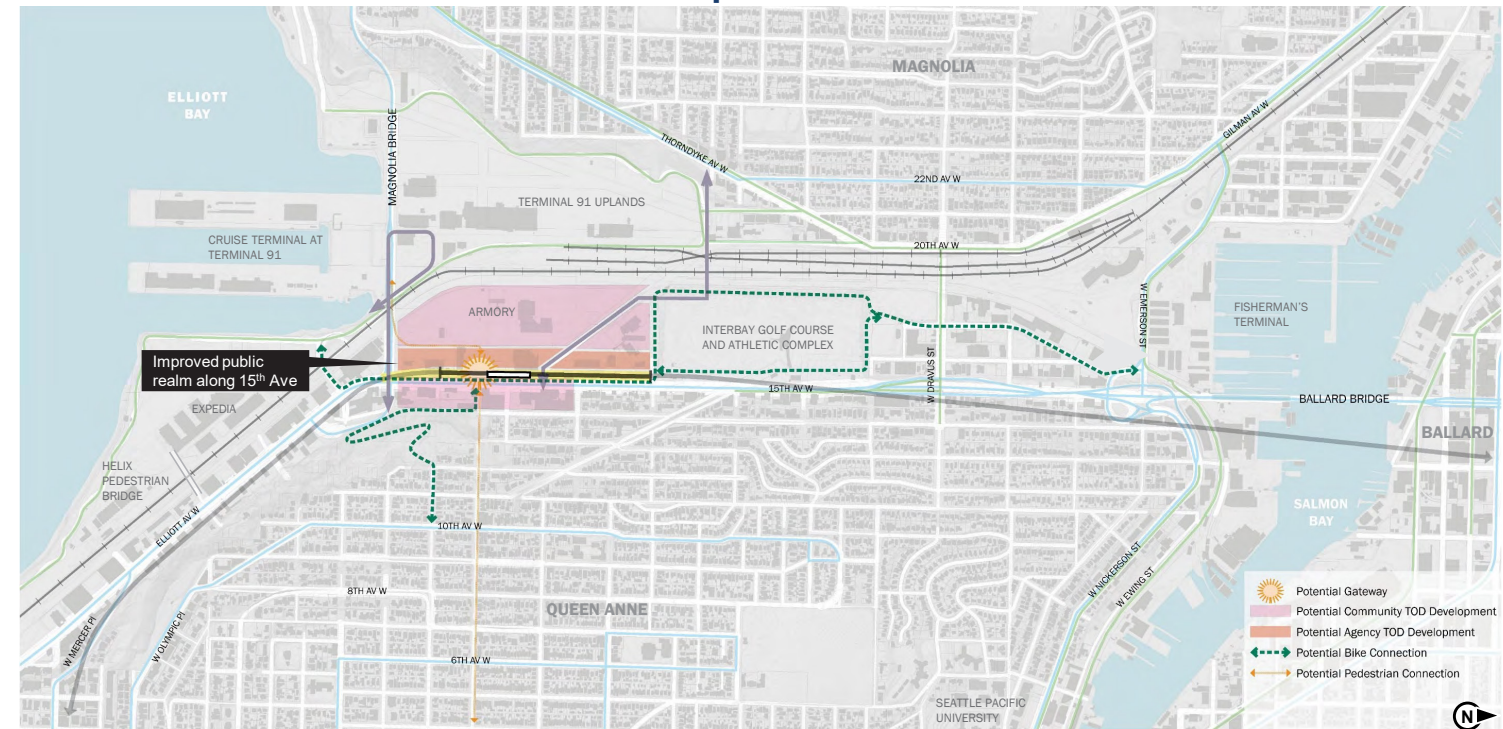 MAGNOLIA
ELLIOTT
BAY
GILMAN AV W
MAGNOLIA BRIDGE
THORNDYKE AV W
22ND AV W
TERMINAL 91 UPLANDS
CRUISE TERMINAL AT
TERMINAL 91
20TH AV W
W EMERSON ST
ARMORY
FISHERMAN'S
TERMINAL
INTERBAY GOLF COURSE
AND ATHLETIC COMPLEX
Improved public
realm along 15th Ave
W DRAVUS ST
15TH AV W
BALLARD BRIDGE
EXPEDIA
BALLARD
HELIX
PEDESTRIAN
BRIDGE
SALMON
BAY
ELLIOTT AV W
10TH AV W
W NICKERSON ST
W EWING ST
8TH AV W
QUEEN ANNE
W MERCER PL
W OLYMPIC PL
6TH AV W
SEATTLE PACIFIC
UNIVERSITY
Potential Gateway
Potential Community TOD Development
Potential Agency TOD Development
Potential Bike Connection
Potential Pedestrian Connection
N